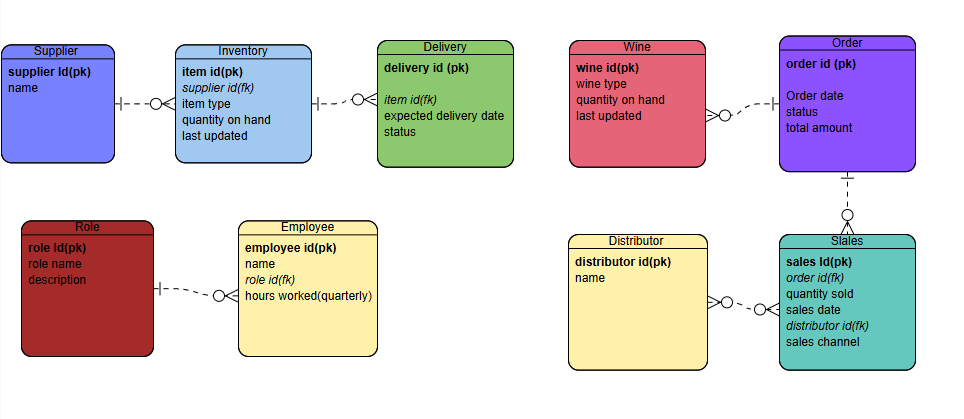 Supplier
supplier Id(pk)
name
Inventory
item id(pk)
supplier id(fk)
item type
quantity on hand
last updated
Delivery
delivery id (pk)
item id(fk)
expected delivery date
status
Wine
wine id(pk)
wine type
quantity on hand
last updated
Order
order id (pk)
Order date
status
total amount
Role
role Id(pk)
role name
description
Employee
employee id(pk)
name
role id(fk)
hours worked(quarterly)
Distributor
distributor id(pk)
name
Slales
sales Id(pk)
order id(fk)
quantity sold
sales date
distributor id(fk)
sales channel